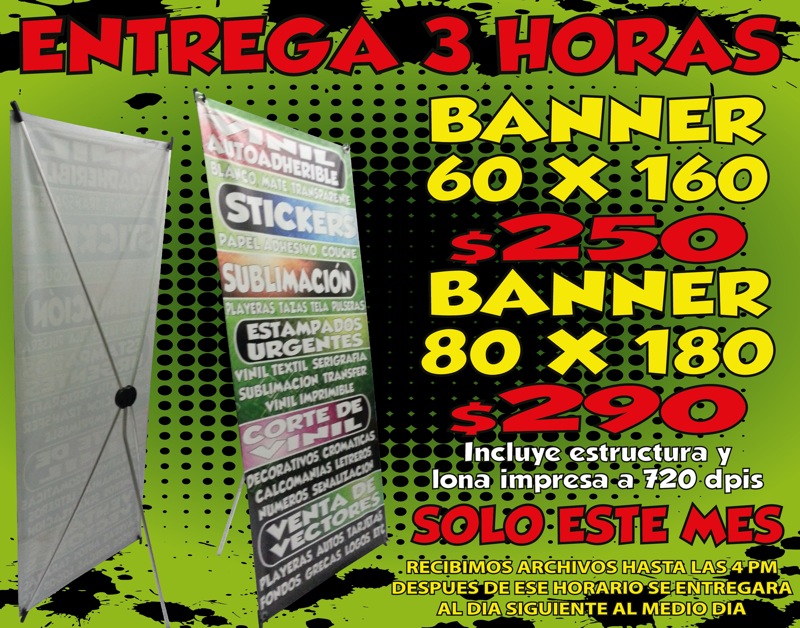 ENTREGA 3 HORAS
BANNER
60 X 160
$250
BANNER
80 X 180
$290
Incluye estructura y
lona impresa a 720 dpis
SOLO ESTE MES
RECIBIMOS ARCHIVOS HASTA LAS 4 PM
DESPUES DE ESE HORARIO SE ENTREGARA
AL DIA SIGUIENTE AL MEDIO DIA
VINIL
AUTOADHERIBLE
BLANCO MATE TRANSPARENTE
STICKERS
PAPEL ADHESIVO COUCHE
SUBLIMACIÓN
PLAYERAS TAZAS TELA PULSERAS
ESTAMPADOS
URGENTES
VINIL TEXTIL SERIGRAFIA
SUBLIMACION TRANSFER
VINIL IMPRIMIBLE
CORTE DE
VINIL
DECORATIVOS CROMATICAS
CALCOMANIAS LETREROS
NUMEROS SENALIZACION
VENTA DE
VECTORES
PLAYERAS AUTOS TARJETAS
FONDOS GRECAS LOGOS ETC